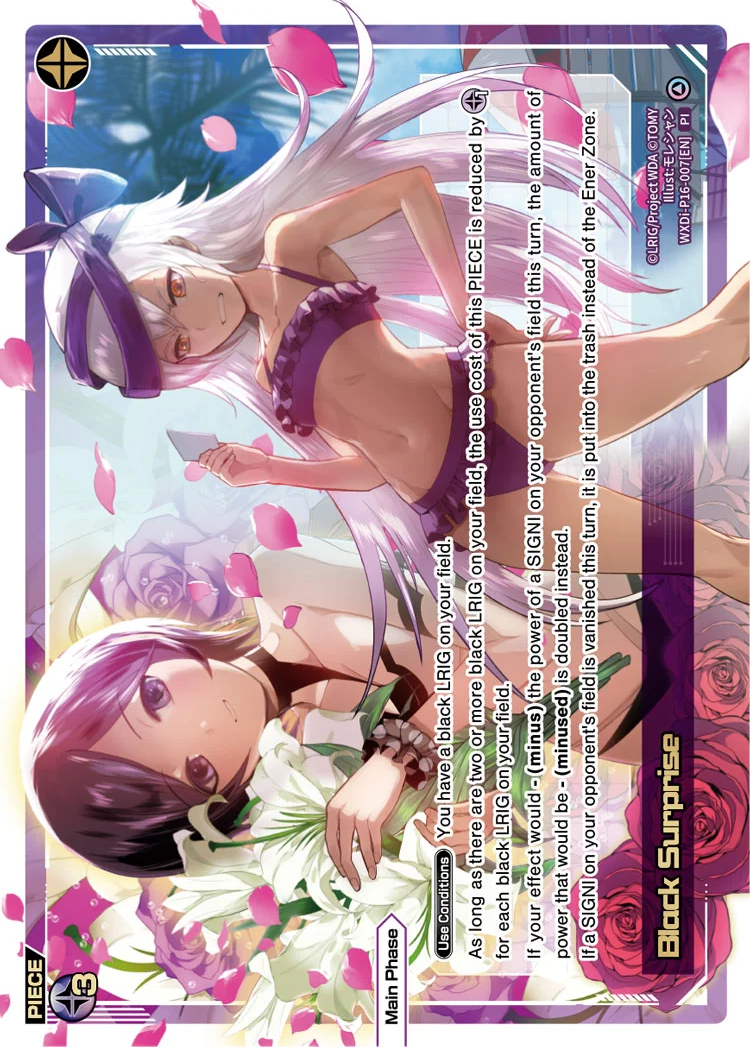 PIECE
3
Main Phase
Use Conditions You have a black LRIG on your field.
As long as there are two or more black LRIG on your field, the use cost of this PIECE is reduced by 1
for each black LRIG on your field.
If your effect would - (minus) the power of a SIGNI on your opponent's field this turn, the amount of
power that would be - (minused) is doubled instead.
If a SIGNI on your opponent's field is vanished this turn, it is put into the trash instead of the Ener Zone.
Black Surprise
©LRIG/Project WDA ©TOMY
Illust:モレシャン
WXDi-P16-007[EN] PI